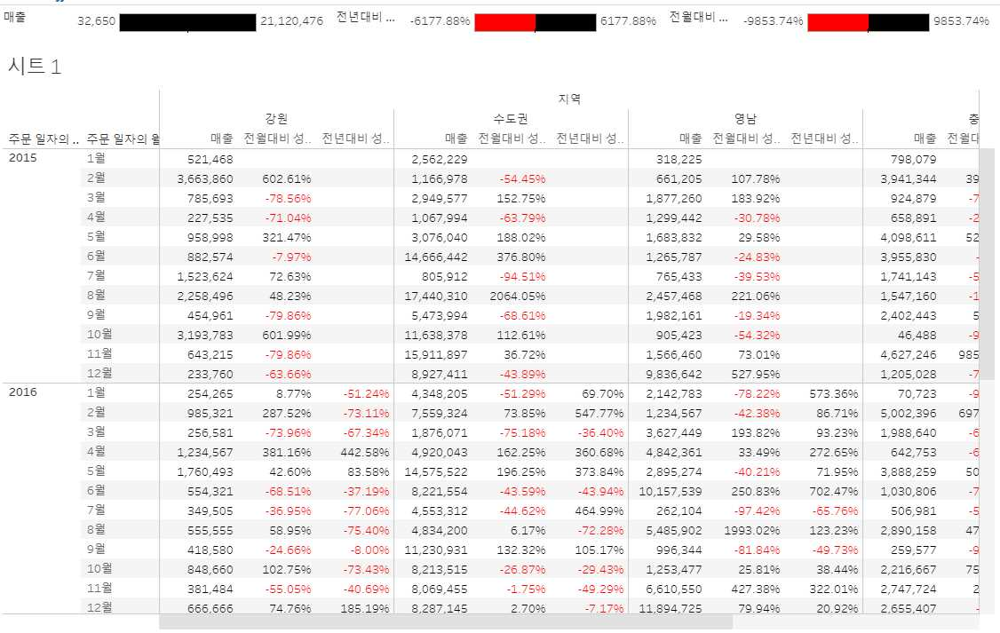 매출 32,650 21,120,476 전년대비 ... -6177.88% 6177.88% 전월대비 ... -9853.74% 9853.74%
시트 1
지역
강원 수도권 영남 충
주문 일자의 .. 주문 일자의 월 매출 전월대비 성.. 전년대비 성.. 매출 전월대비 성.. 전년대비 성.. 매출 전월대비 성.. 전년대비 성.. 매출 전월대
2015 1월 521,468 2,562,229 318,225 798,079
2월 3,663,860 602.61% 1,166,978 -54.45% 661,205 107.78% 3,941,344 39
3월 785,693 -78.56% 2,949,577 152.75% 1,877,260 183.92% 924,879 -7
4월 227,535 -71.04% 1,067,994 -63.79% 1,299,442 -30.78% 658,891 -2
5월 958,998 321.47% 3,076,040 188.02% 1,683,832 29.58% 4,098,611 52
6월 882,574 -7.97% 14,666,442 376.80% 1,265,787 -24.83% 3,955,830 -
7월 1,523,624 72.63% 805,912 -94.51% 765,433 -39.53% 1,741,143 -5
8월 2,258,496 48.23% 17,440,310 2064.05% 2,457,468 221.06% 1,547,160 -1
9월 454,961 -79.86% 5,473,994 -68.61% 1,982,161 -19.34% 2,402,443 5
10월 3,193,783 601.99% 11,638,378 112.61% 905,423 -54.32% 46,488 -9
11월 643,215 -79.86% 15,911,897 36.72% 1,566,460 73.01% 4,627,246 985
12월 233,760 -63.66% 8,927,411 -43.89% 9,836,642 527.95% 1,205,028 -7
2016 1월 254,265 8.77% -51.24% 4,348,205 -51.29% 69.70% 2,142,783 -78.22% 573.36% 70,723 -9
2월 985,321 287.52% -73.11% 7,559,324 73.85% 547.77% 1,234,567 -42.38% 86.71% 5,002,396 697
3월 256,581 -73.96% -67.34% 1,876,071 -75.18% -36.40% 3,627,449 193.82% 93.23% 1,988,640 -6
4월 1,234,567 381.16% 442.58% 4,920,043 162.25% 360.68% 4,842,361 33.49% 272.65% 642,753 -6
5월 1,760,493 42.60% 83.58% 14,575,522 196.25% 373.84% 2,895,274 -40.21% 71.95% 3,888,259 50
6월 554,321 -68.51% -37.19% 8,221,554 -43.59% -43.94% 10,157,539 250.83% 702.47% 1,030,806 -7
7월 349,505 -36.95% -77.06% 4,553,312 -44.62% 464.99% 262,104 -97.42% -65.76% 506,981 -5
8월 555,555 58.95% -75.40% 4,834,200 6.17% -72.28% 5,485,902 1993.02% 123.23% 2,890,158 47
9월 418,580 -24.66% -8.00% 11,230,931 132.32% 105.17% 996,344 -81.84% -49.73% 259,577 -9
10월 848,660 102.75% -73.43% 8,213,515 -26.87% -29.43% 1,253,477 25.81% 38.44% 2,216,667 75
11월 381,484 -55.05% -40.69% 8,069,455 -1.75% -49.29% 6,610,550 427.38% 322.01% 2,747,724 2
12월 666,666 74.76% 185.19% 8,287,145 2.70% -7.17% 11,894,725 79.94% 20.92% 2,655,407 -